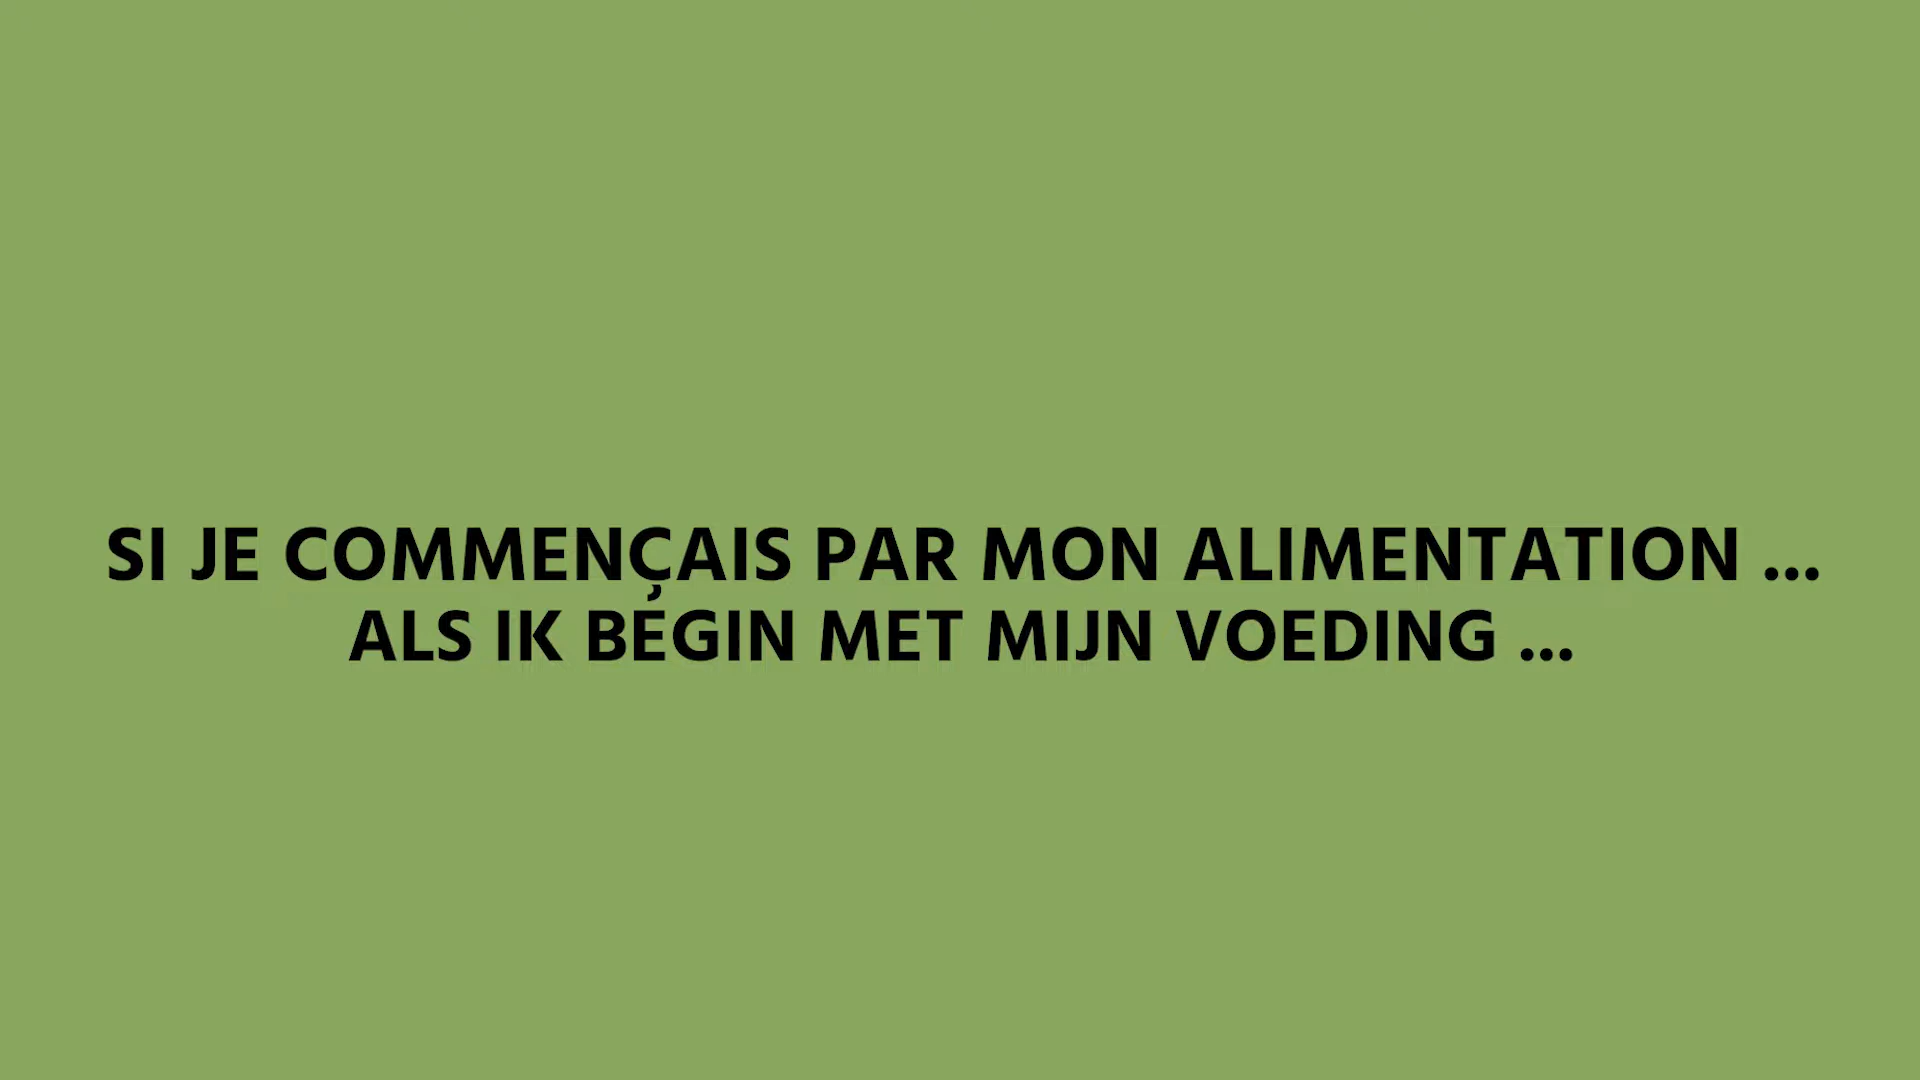 SI JE COMMENÇAIS PAR MON ALIMENTATION ...
ALS IK BEGIN MET MIJN VOEDING ...